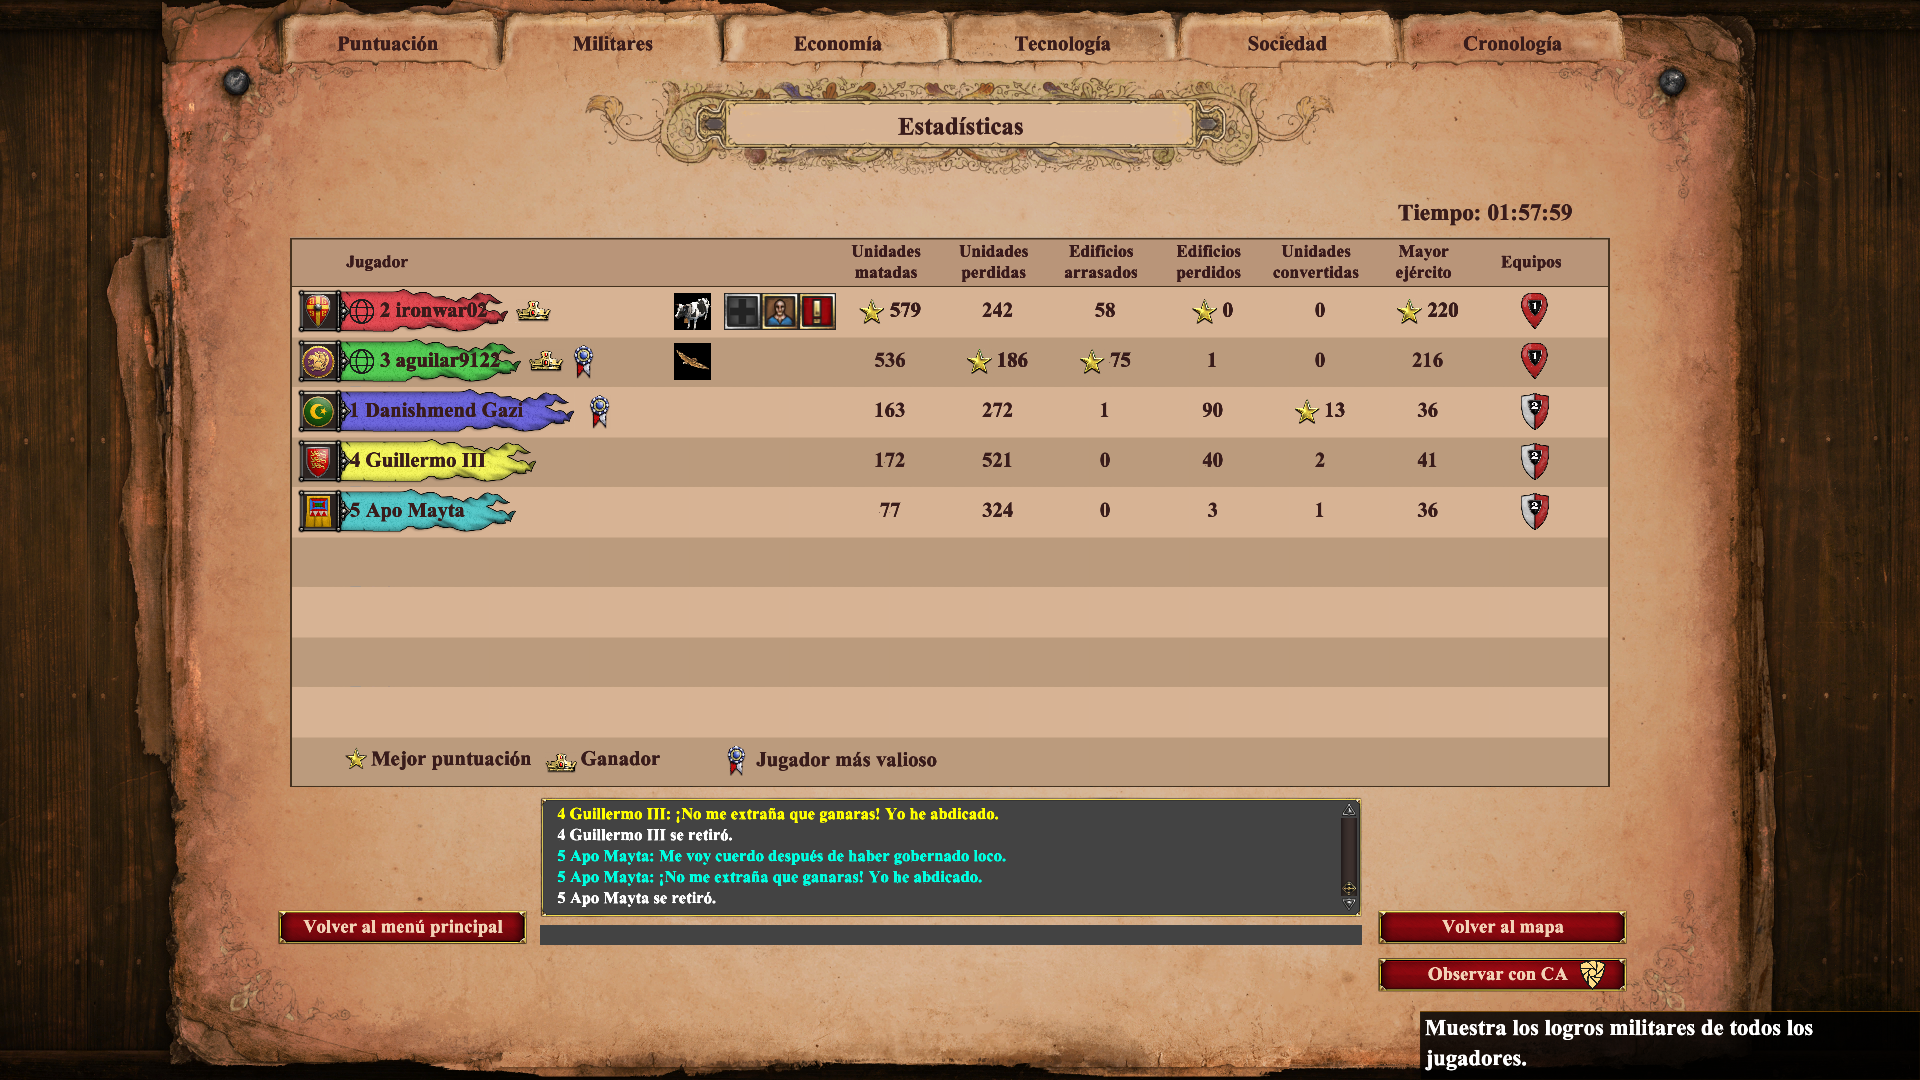 Puntuación Militares Economía Tecnología Sociedad Cronología
Estadísticas
Tiempo: 01:57:59
Jugador Unidades matadas Unidades perdidas Edificios arrasados Edificios perdidos Unidades convertidas Mayor ejército Equipos
2 ironwar02 579 242 58 0 0 220 1
3 aguilar9122 536 186 75 1 0 216 1
1 Danishmend Gazi 163 272 1 90 13 36 2
4 Guillermo III 172 521 0 40 2 41 2
5 Apo Mayta 77 324 0 3 1 36 2
Mejor puntuación Ganador Jugador más valioso
4 Guillermo III: ¡No me extraña que ganaras! Yo he abdicado.
4 Guillermo III se retiró.
5 Apo Mayta: Me voy cuerdo después de haber gobernado loco.
5 Apo Mayta: ¡No me extraña que ganaras! Yo he abdicado.
5 Apo Mayta se retiró.
Volver al menú principal
Volver al mapa
Observar con CA
Muestra los logros militares de todos los
jugadores.